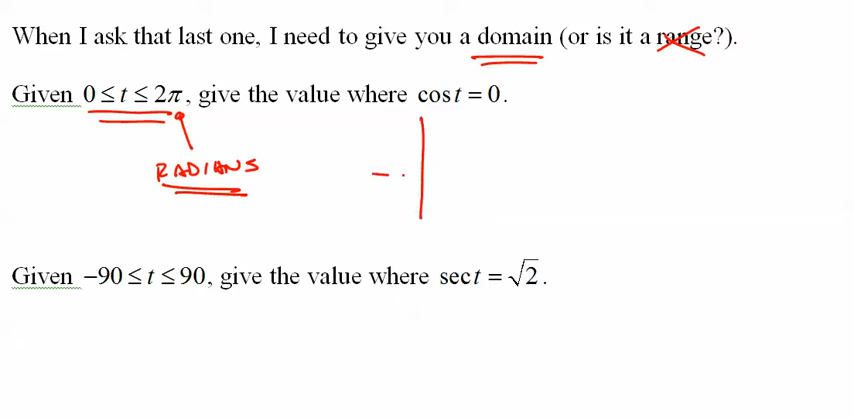 When I ask that last one, I need to give you a domain (or is it a range?).
Given 0 ≤ t ≤ 2π, give the value where cos t = 0.
RADIANS
Given −90 ≤ t ≤ 90, give the value where sec t = √2.